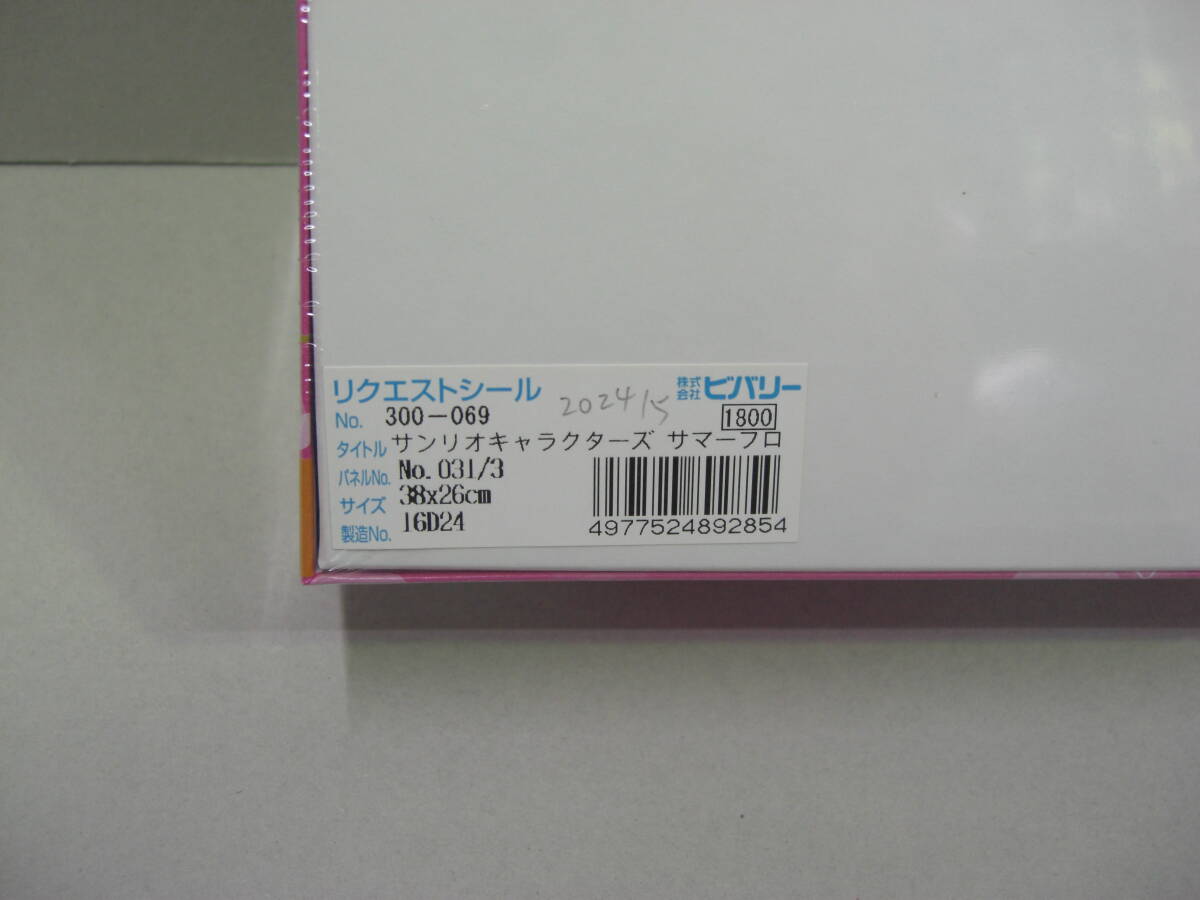 リクエストシール 株式会社 ビバリー
No. 300-069 2024/5 1800
タイトル サンリオキャラクターズ サマーフロ
パネルNo. No.031/3
サイズ 38x26cm
製造No. 16D24
4977524892854